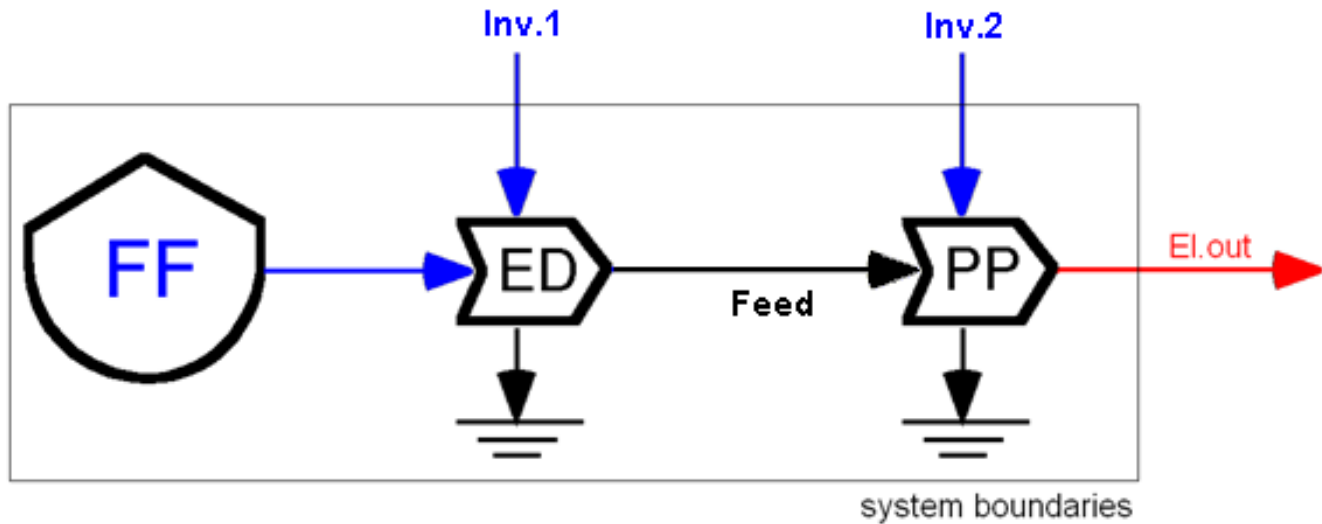 Inv.1
Inv.2
FF
ED
Feed
PP
El.out
system boundaries